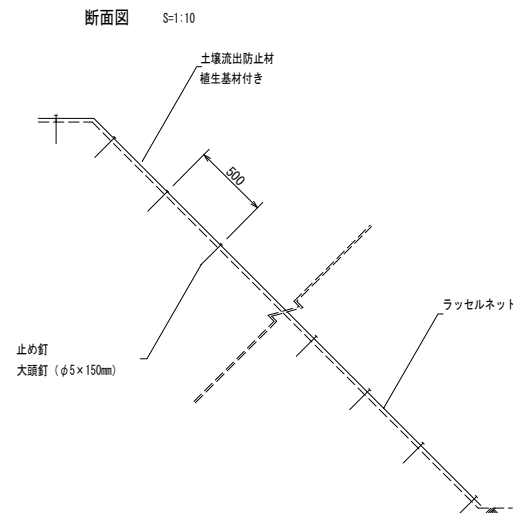 断面図 S=1:10
土壌流出防止材
植生基材付き
500
ラッセルネット
止め釘
大頭釘（φ5×150mm）